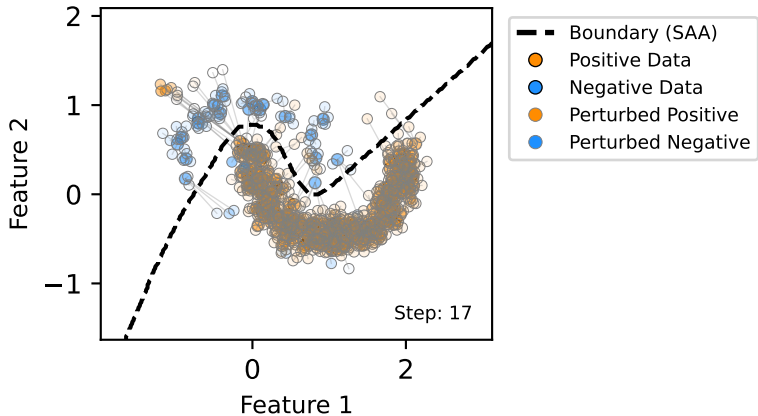 2
1
0
−1
Feature 2
0
2
Feature 1
Step: 17
Boundary (SAA)
Positive Data
Negative Data
Perturbed Positive
Perturbed Negative